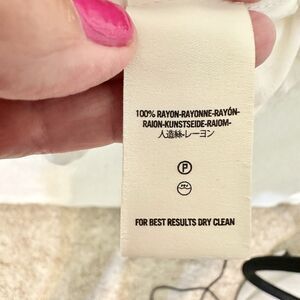 100% RAYON-RAYONNE-RAYÓN-
RAION-KUNSTSEIDE-RAIOM-
人造絲-レーヨン
P
FOR BEST RESULTS DRY CLEAN